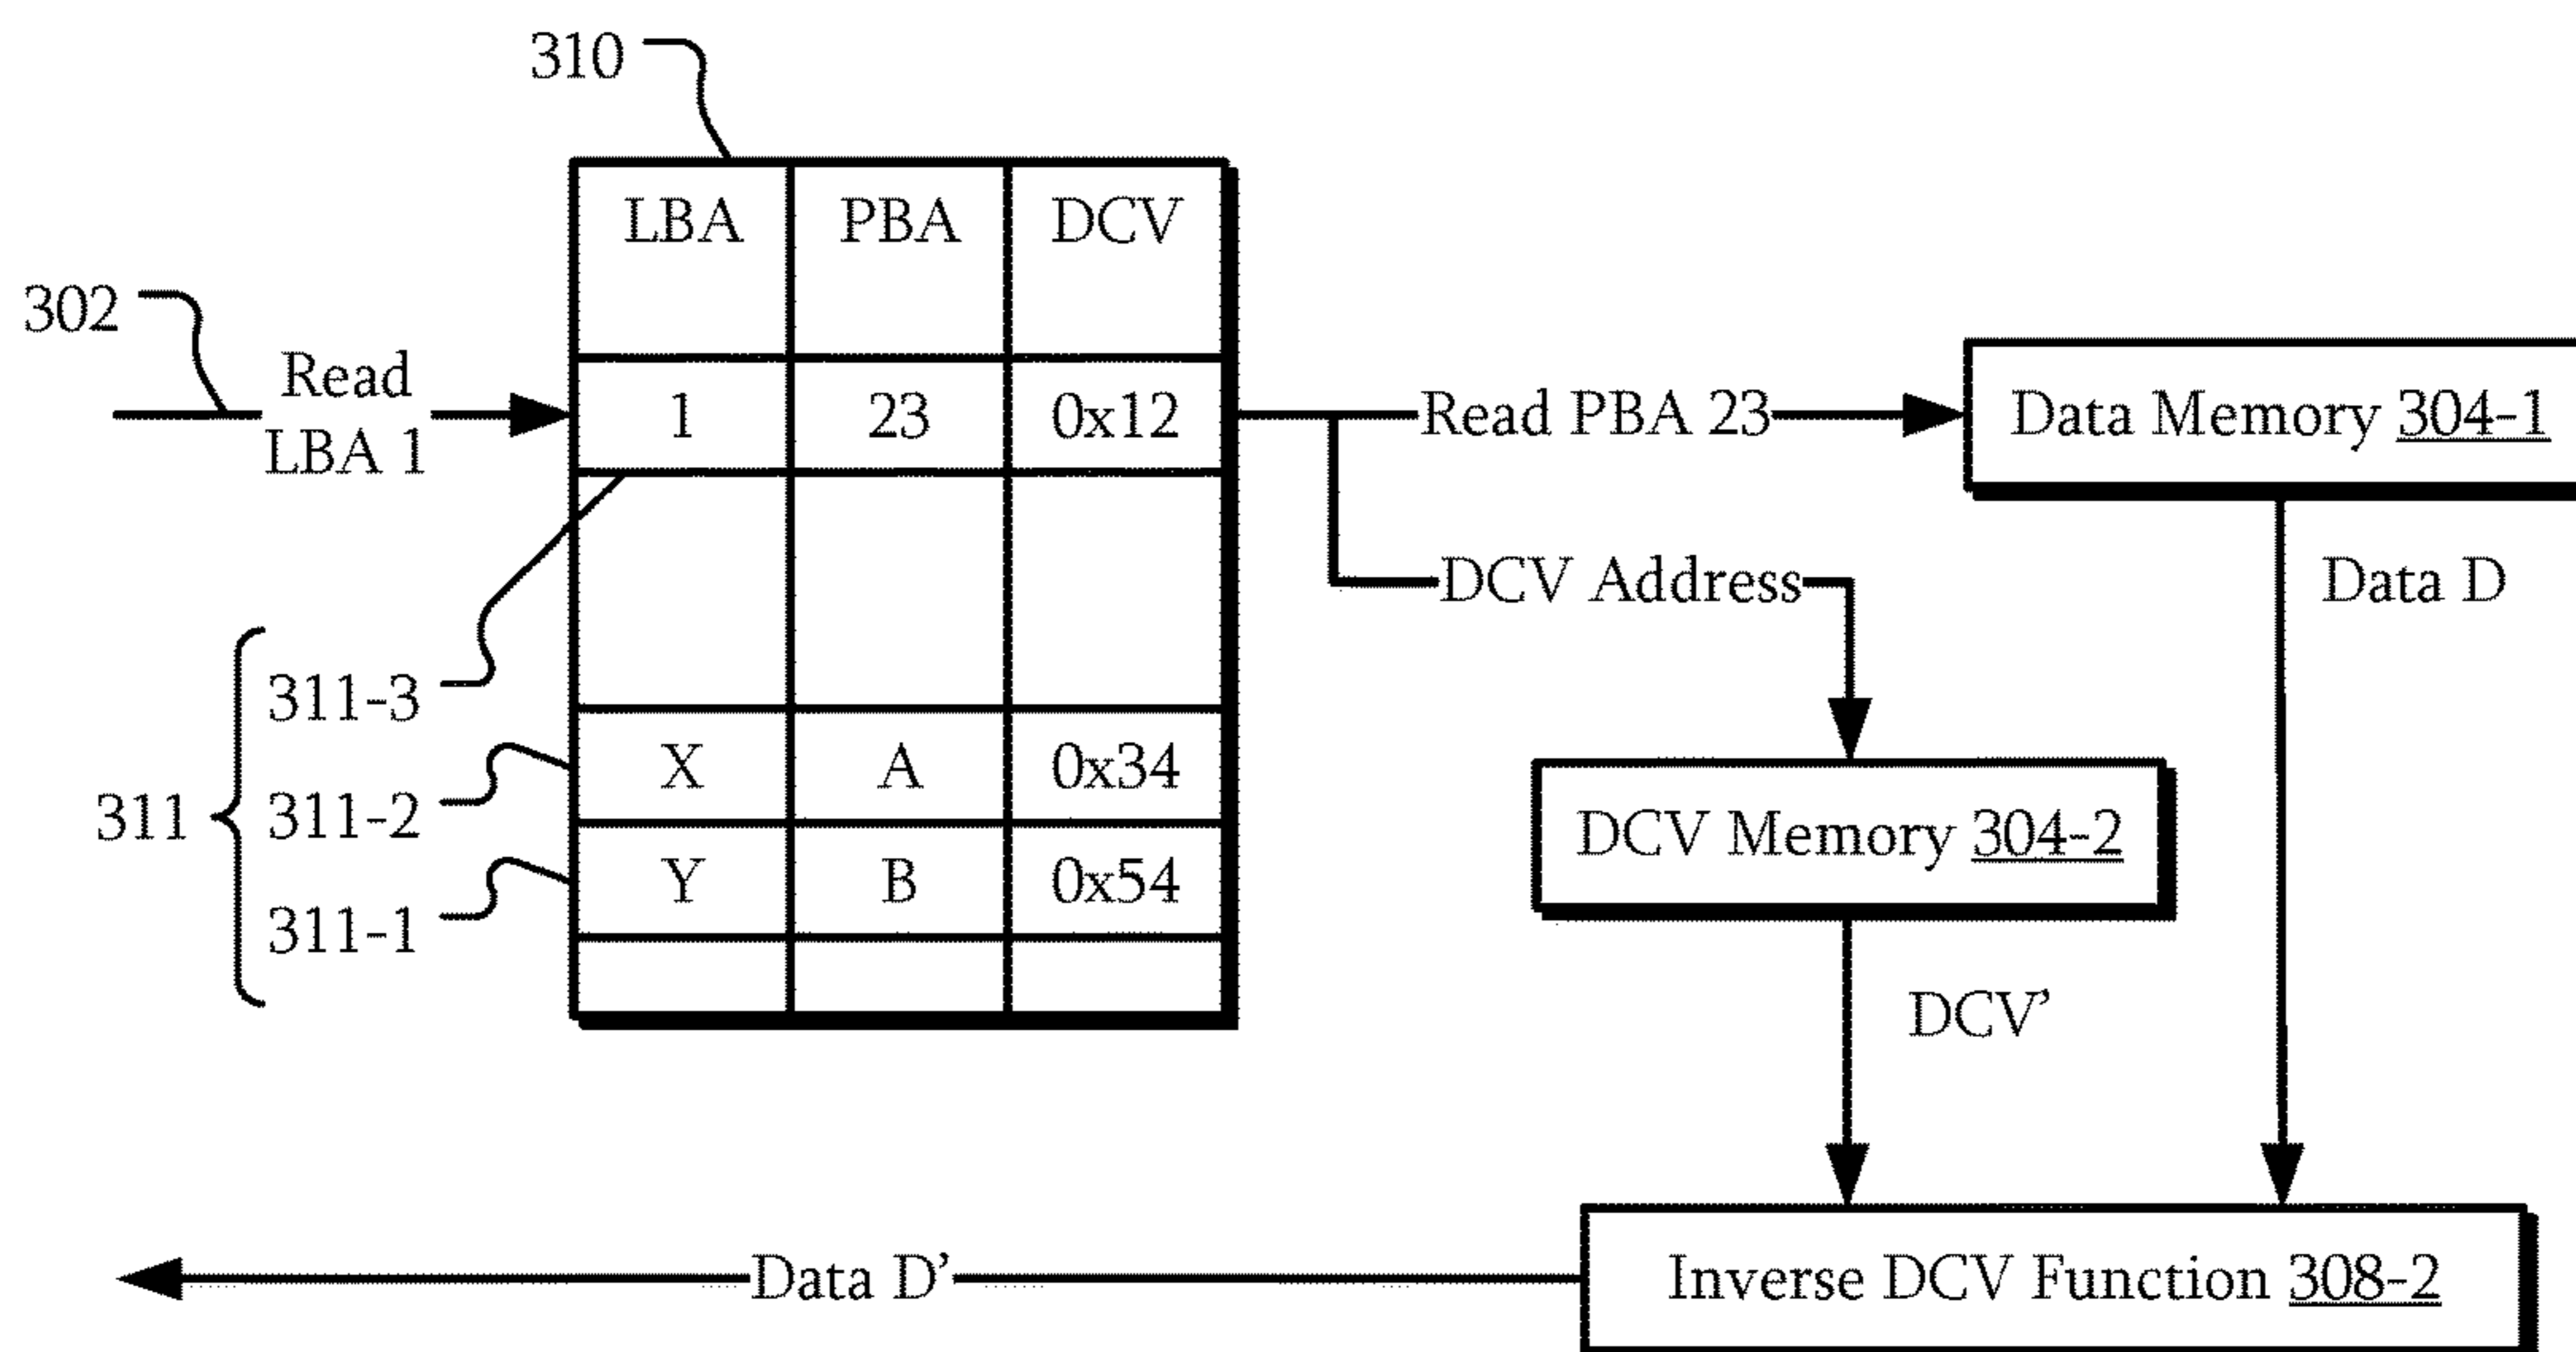 310
LBA PBA DCV
302
Read
LBA 1
1 23 0x12
Read PBA 23
Data Memory 304-1
DCV Address
Data D
311-3
311
311-2
311-1
X A 0x34
Y B 0x54
DCV Memory 304-2
DCV’
Data D’
Inverse DCV Function 308-2